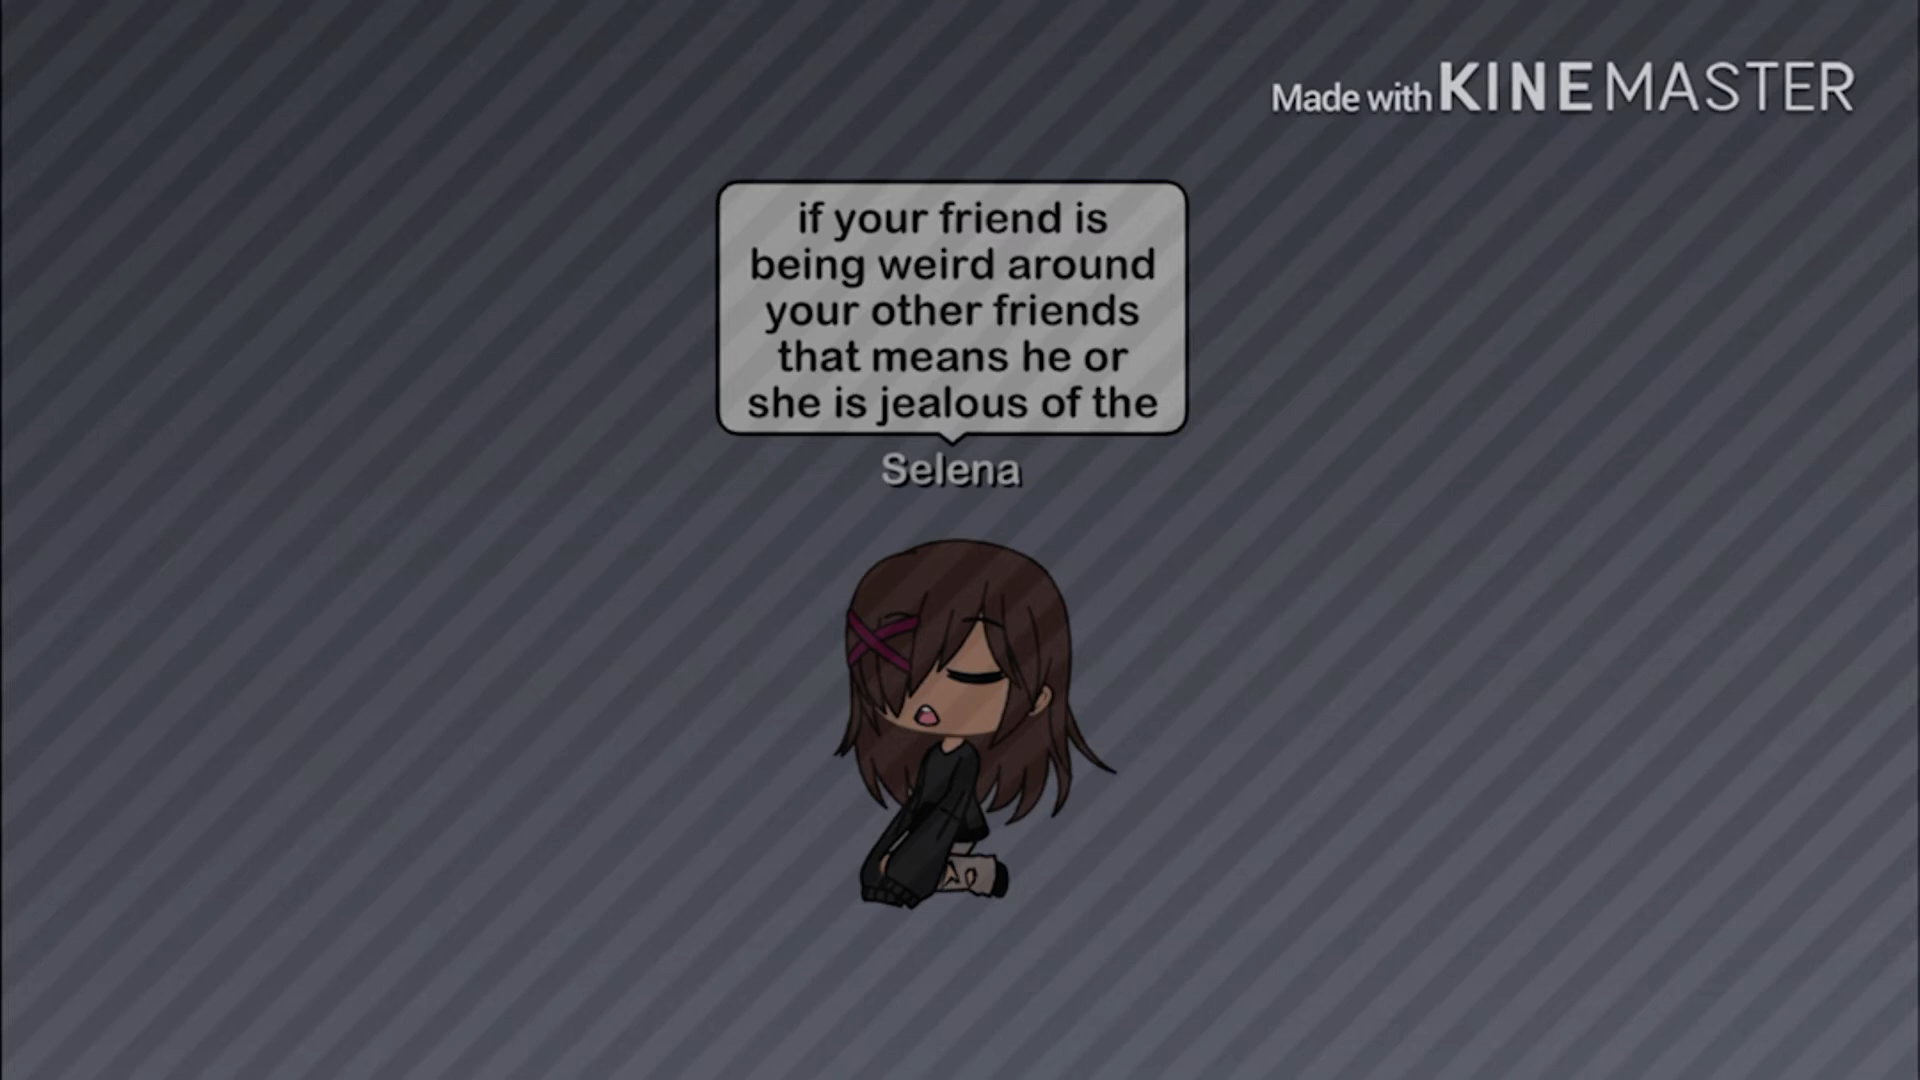 Made with KINEMASTER
if your friend is
being weird around
your other friends
that means he or
she is jealous of the
Selena